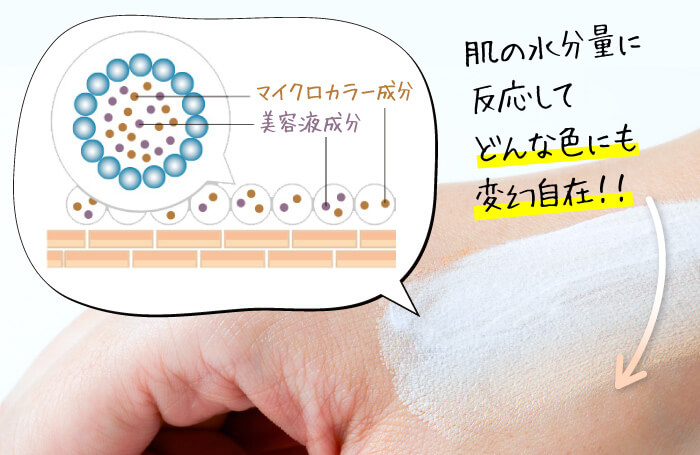 肌の水分量に
反応して
どんな色にも
変幻自在!!
マイクロカラー成分
美容液成分